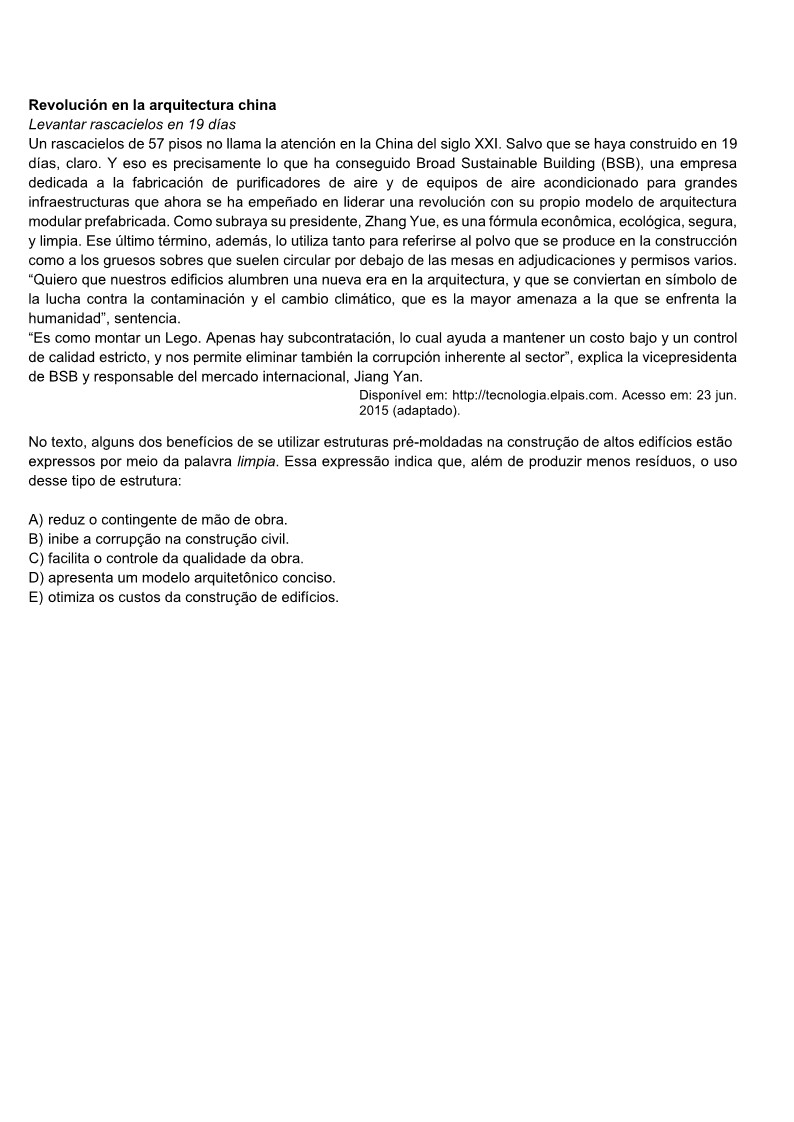 Revolución en la arquitectura china
Levantar rascacielos en 19 días
Un rascacielos de 57 pisos no llama la atención en la China del siglo XXI. Salvo que se haya construido en 19
días, claro. Y eso es precisamente lo que ha conseguido Broad Sustainable Building (BSB), una empresa
dedicada a la fabricación de purificadores de aire y de equipos de aire acondicionado para grandes
infraestructuras que ahora se ha empeñado en liderar una revolución con su propio modelo de arquitectura
modular prefabricada. Como subraya su presidente, Zhang Yue, es una fórmula econômica, ecológica, segura,
y limpia. Ese último término, además, lo utiliza tanto para referirse al polvo que se produce en la construcción
como a los gruesos sobres que suelen circular por debajo de las mesas en adjudicaciones y permisos varios.
“Quiero que nuestros edificios alumbren una nueva era en la arquitectura, y que se conviertan en símbolo de
la lucha contra la contaminación y el cambio climático, que es la mayor amenaza a la que se enfrenta la
humanidad”, sentencia.
“Es como montar un Lego. Apenas hay subcontratación, lo cual ayuda a mantener un costo bajo y un control
de calidad estricto, y nos permite eliminar también la corrupción inherente al sector”, explica la vicepresidenta
de BSB y responsable del mercado internacional, Jiang Yan.
Disponível em: http://tecnologia.elpais.com. Acesso em: 23 jun.
2015 (adaptado).
No texto, alguns dos benefícios de se utilizar estruturas pré-moldadas na construção de altos edifícios estão
expressos por meio da palavra limpia. Essa expressão indica que, além de produzir menos resíduos, o uso
desse tipo de estrutura:
A) reduz o contingente de mão de obra.
B) inibe a corrupção na construção civil.
C) facilita o controle da qualidade da obra.
D) apresenta um modelo arquitetônico conciso.
E) otimiza os custos da construção de edifícios.